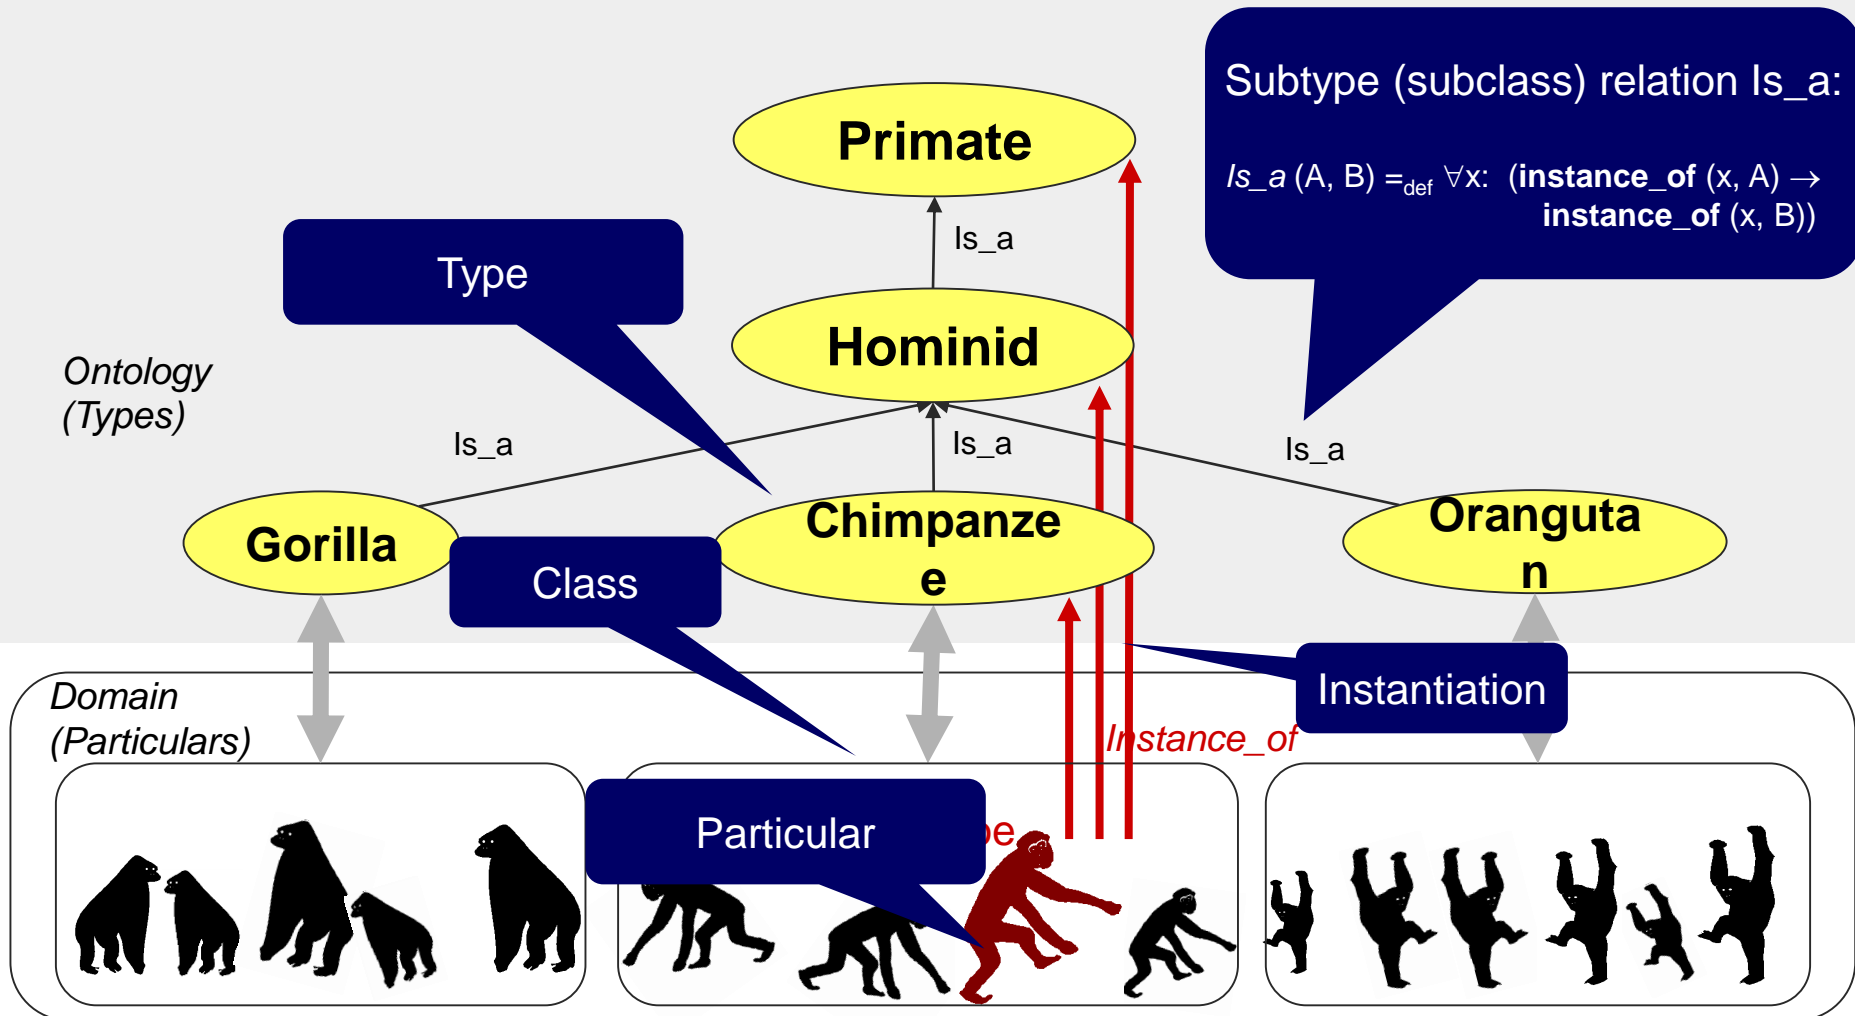 Subtype (subclass) relation Is_a:
Is_a (A, B) =def ∀x: (instance_of (x, A) →
instance_of (x, B))
Primate
Is_a
Type
Hominid
Ontology
(Types)
Is_a
Is_a
Is_a
Gorilla
Chimpanze
e
Oranguta
n
Class
Instantiation
Domain
(Particulars)
Instance_of
Particular